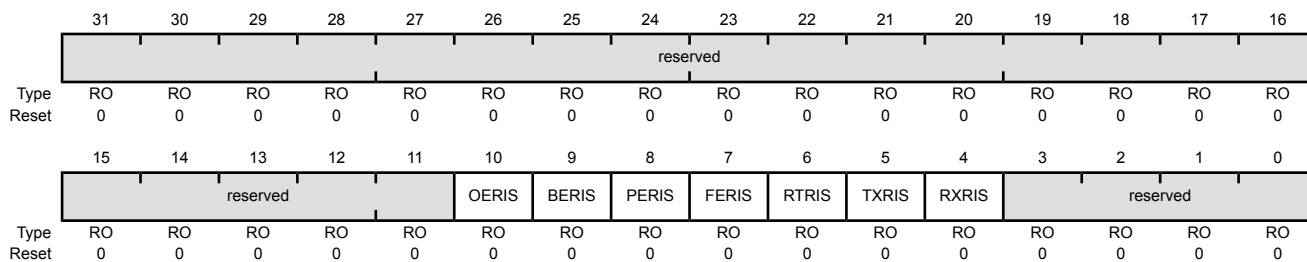 31 30 29 28 27 26 25 24 23 22 21 20 19 18 17 16
reserved
Type RO RO RO RO RO RO RO RO RO RO RO RO RO RO RO RO
Reset 0 0 0 0 0 0 0 0 0 0 0 0 0 0 0 0
15 14 13 12 11 10 9 8 7 6 5 4 3 2 1 0
reserved OERIS BERIS PERIS FERIS RTRIS TXRIS RXRIS reserved
Type RO RO RO RO RO RO RO RO RO RO RO RO RO RO RO RO
Reset 0 0 0 0 0 0 0 0 0 0 0 0 0 0 0 0